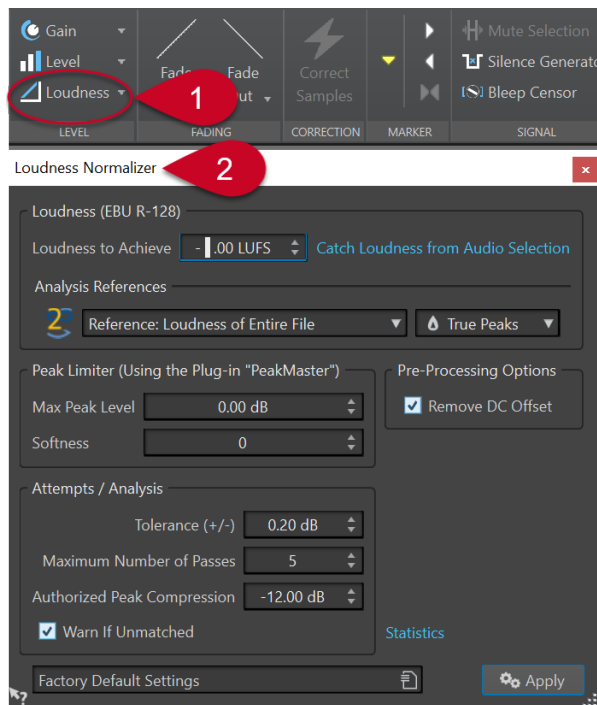 Gain
Mute Selection
Level
Silence Generato
Fade
Correct
Loudness
1
ut
Samples
Bleep Censor
LEVEL FADING CORRECTION MARKER SIGNAL
Loudness Normalizer 2
x
Loudness (EBU R-128)
Loudness to Achieve - .00 LUFS Catch Loudness from Audio Selection
Analysis References
2 Reference: Loudness of Entire File True Peaks
Peak Limiter (Using the Plug-in "PeakMaster") Pre-Processing Options
Max Peak Level 0.00 dB Remove DC Offset
Softness 0
Attempts / Analysis
Tolerance (+/-) 0.20 dB
Maximum Number of Passes 5
Authorized Peak Compression -12.00 dB
Warn If Unmatched Statistics
Factory Default Settings Apply
?